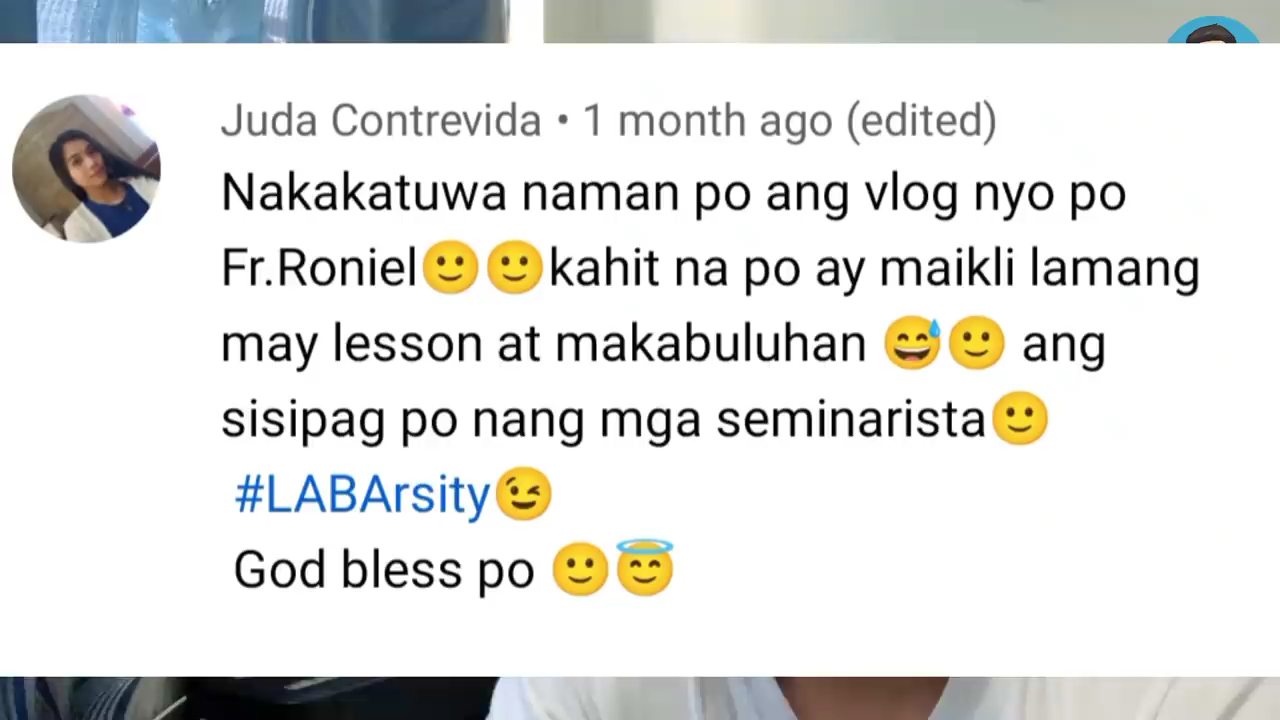 Juda Contrevida • 1 month ago (edited)
Nakakatuwa naman po ang vlog nyo po
Fr.Roniel🙂🙂kahit na po ay maikli lamang
may lesson at makabuluhan 😅🙂 ang
sisipag po nang mga seminarista🙂
#LABArsity😉
God bless po 🙂😇